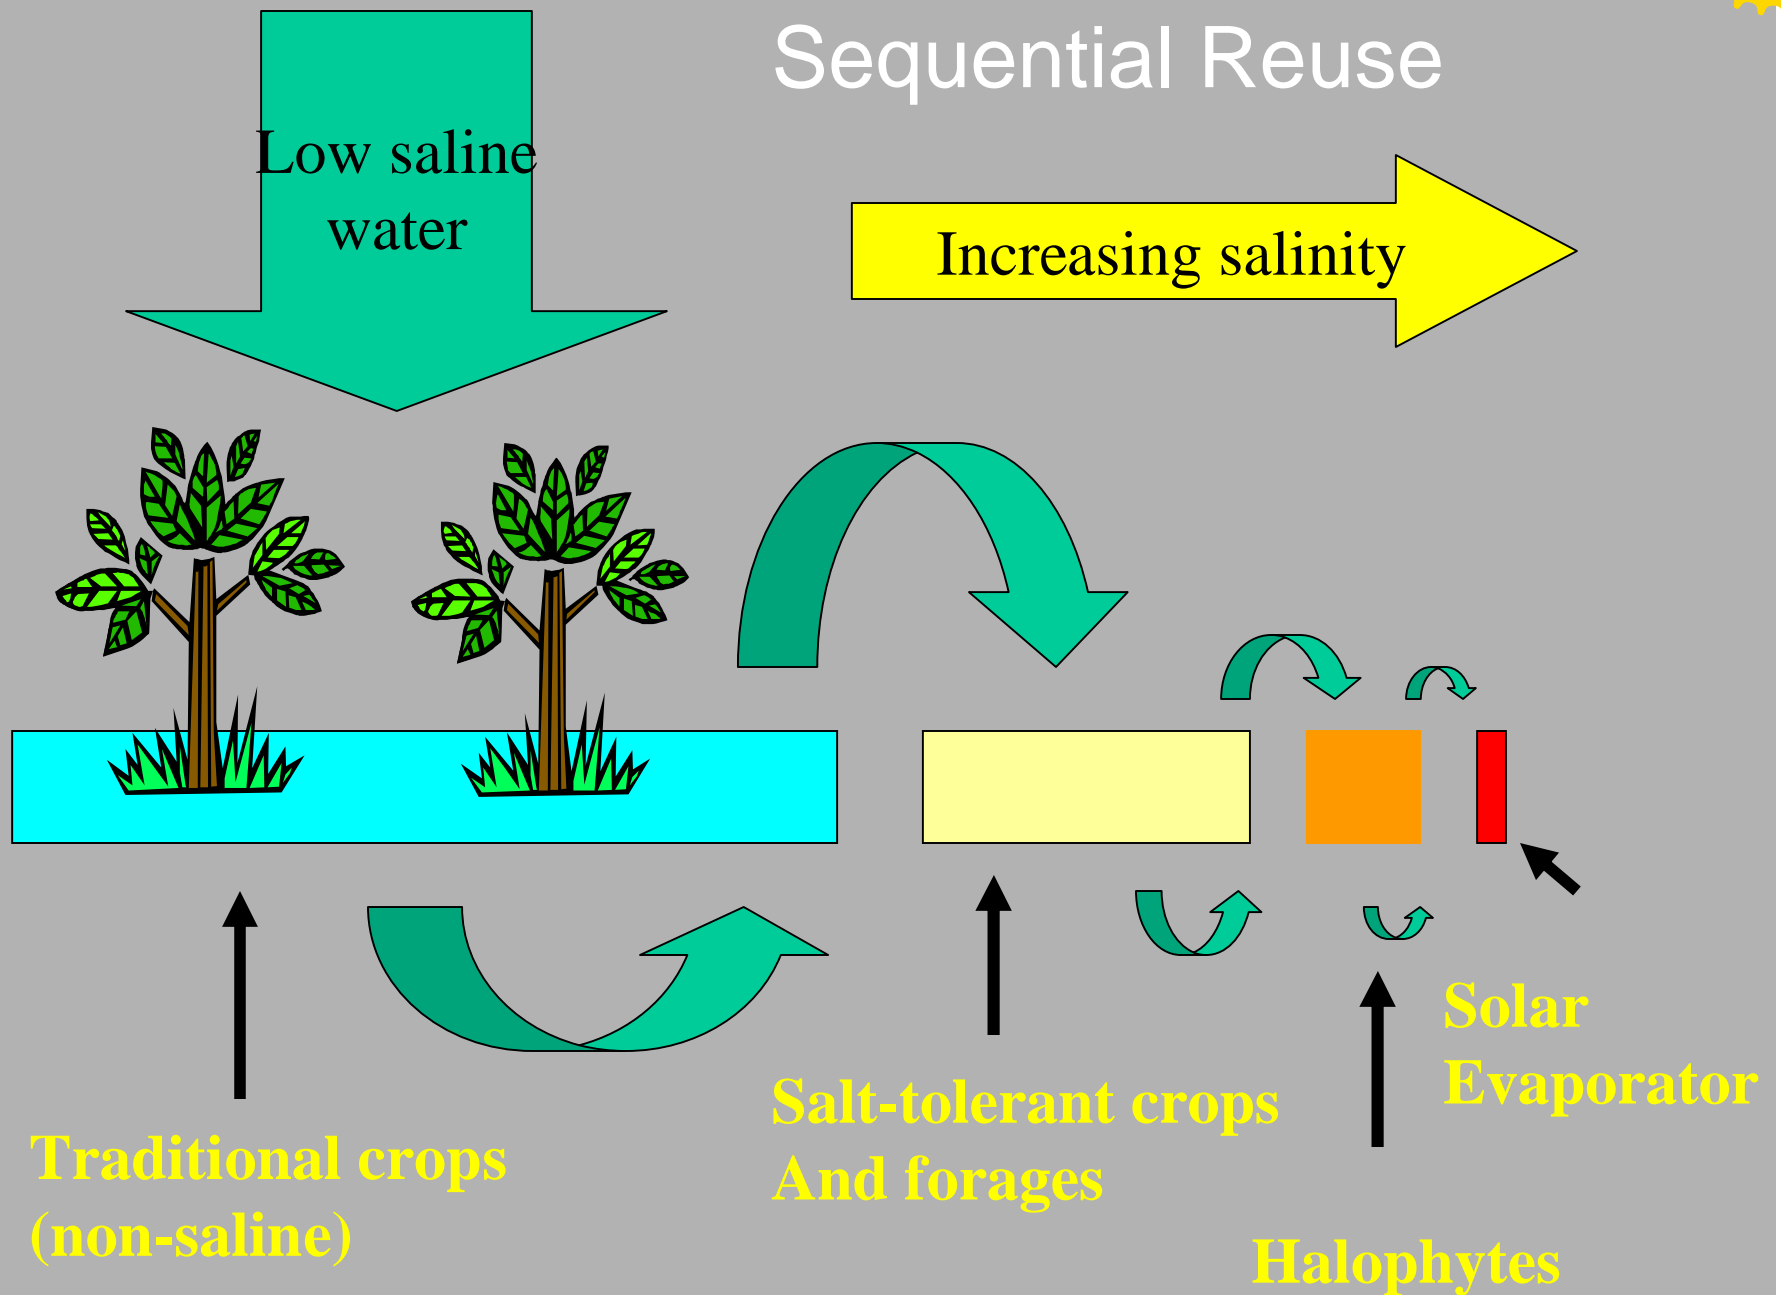 Sequential Reuse
Low saline
water
Increasing salinity
Traditional crops
(non-saline)
Salt-tolerant crops
And forages
Halophytes
Solar
Evaporator